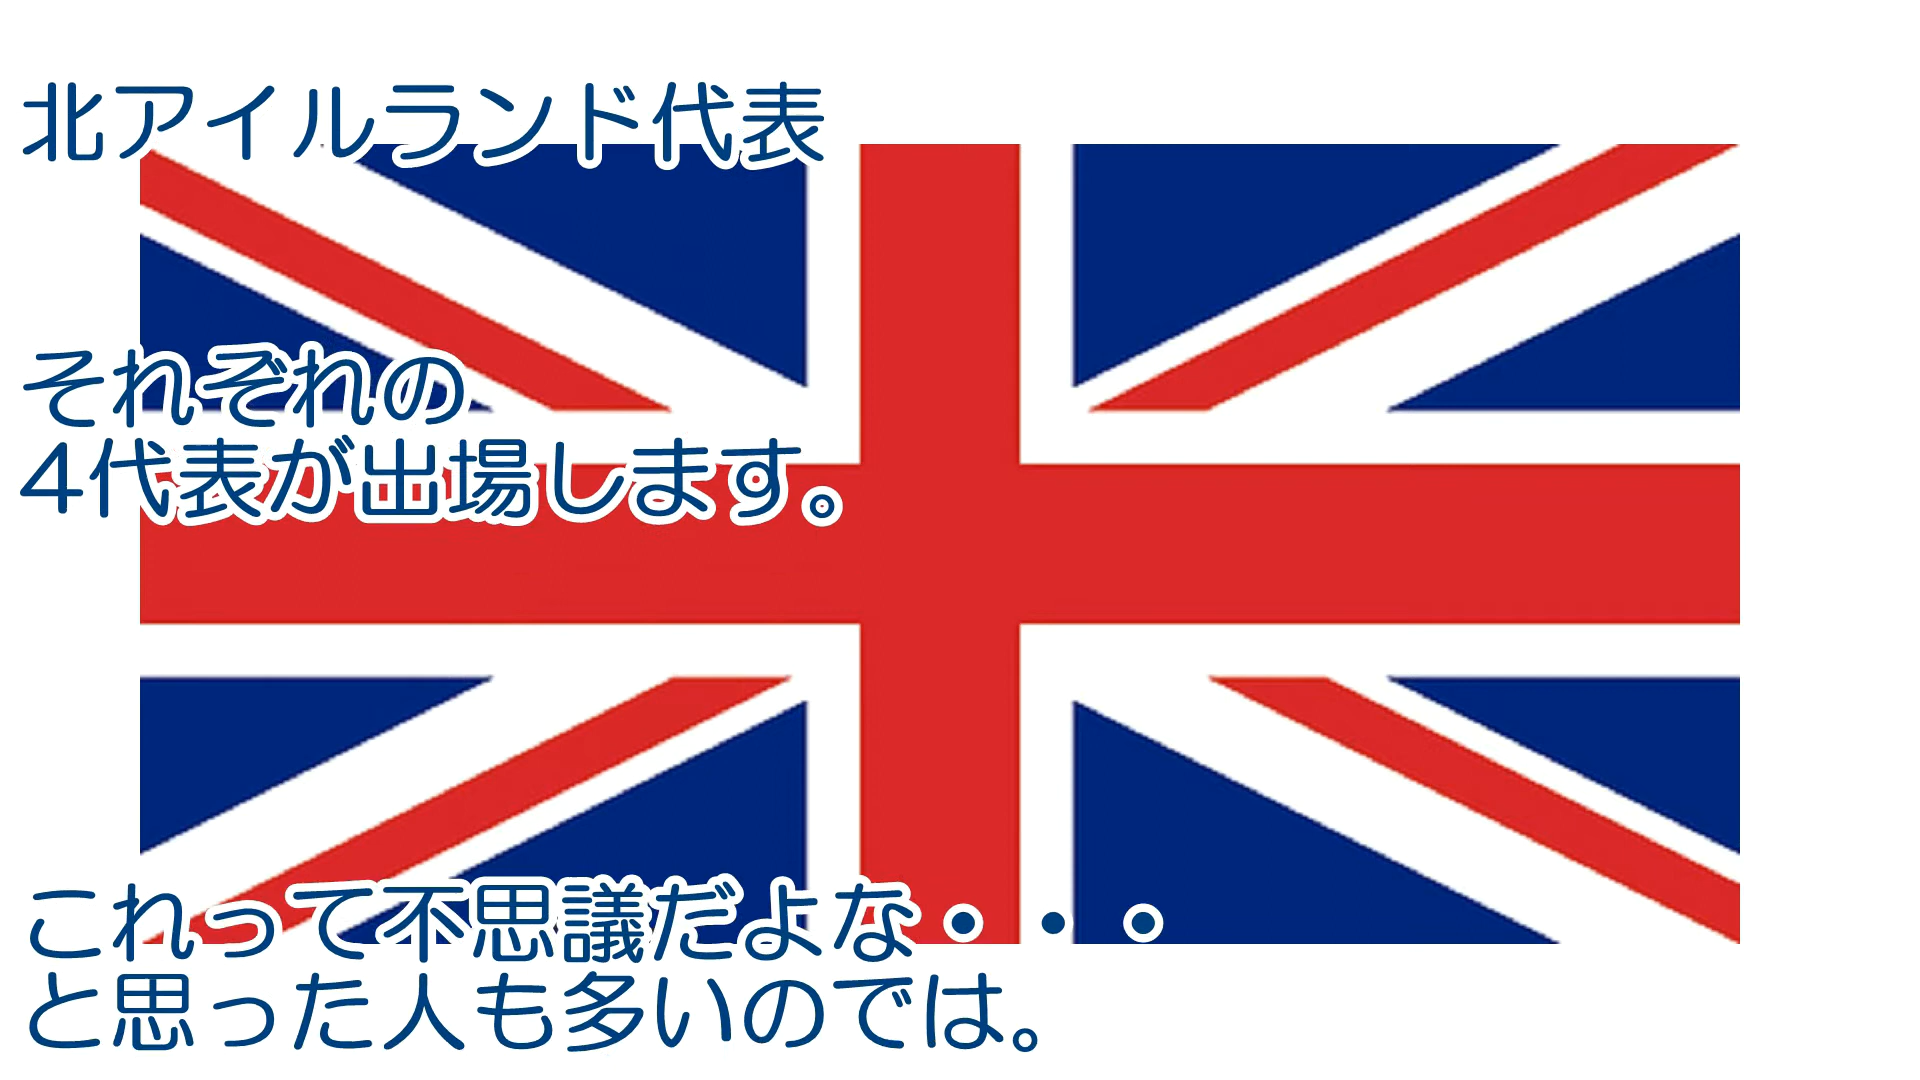 北アイルランド代表
それぞれの
4代表が出場します。
これって不思議だよな・・・
と思った人も多いのでは。